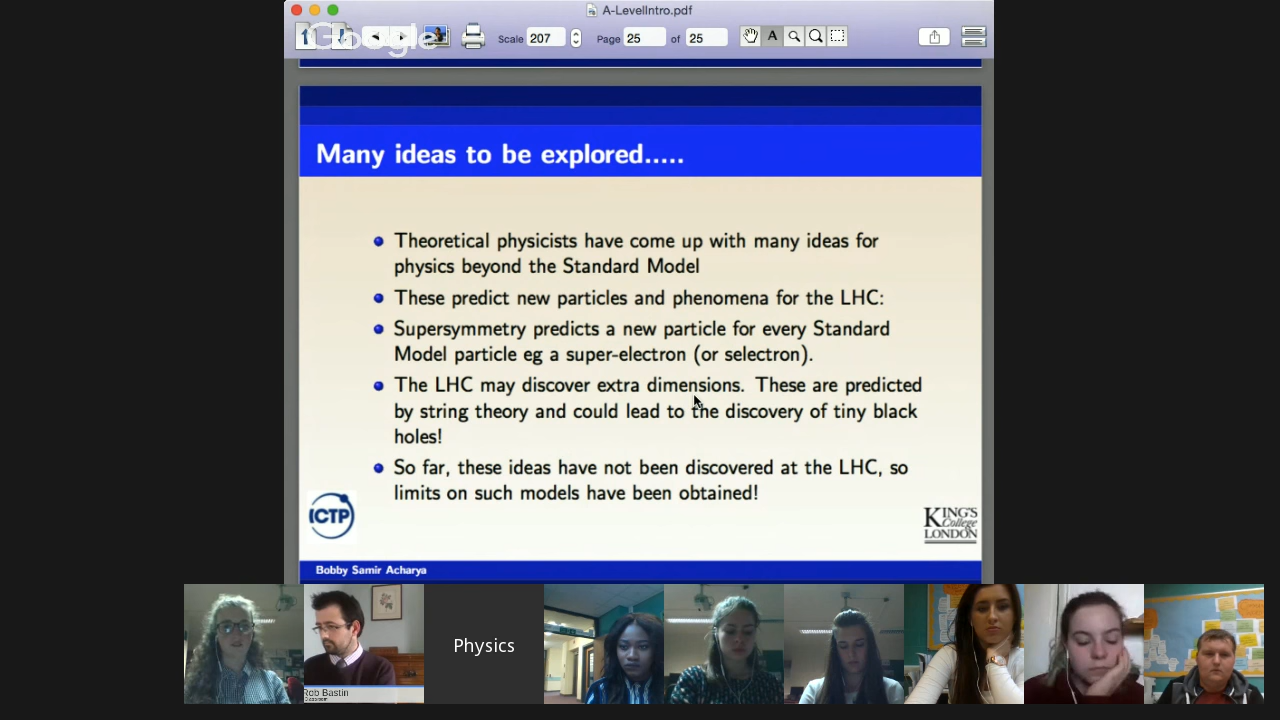 A-LevelIntro.pdf
Google
Scale 207 Page 25 of 25 A
Many ideas to be explored.....
Theoretical physicists have come up with many ideas for
physics beyond the Standard Model
These predict new particles and phenomena for the LHC:
Supersymmetry predicts a new particle for every Standard
Model particle eg a super-electron (or selectron).
The LHC may discover extra dimensions. These are predicted
by string theory and could lead to the discovery of tiny black
holes!
So far, these ideas have not been discovered at the LHC, so
limits on such models have been obtained!
ICTP
KING'S
College
LONDON
Bobby Samir Acharya
Physics
Rob Bastin